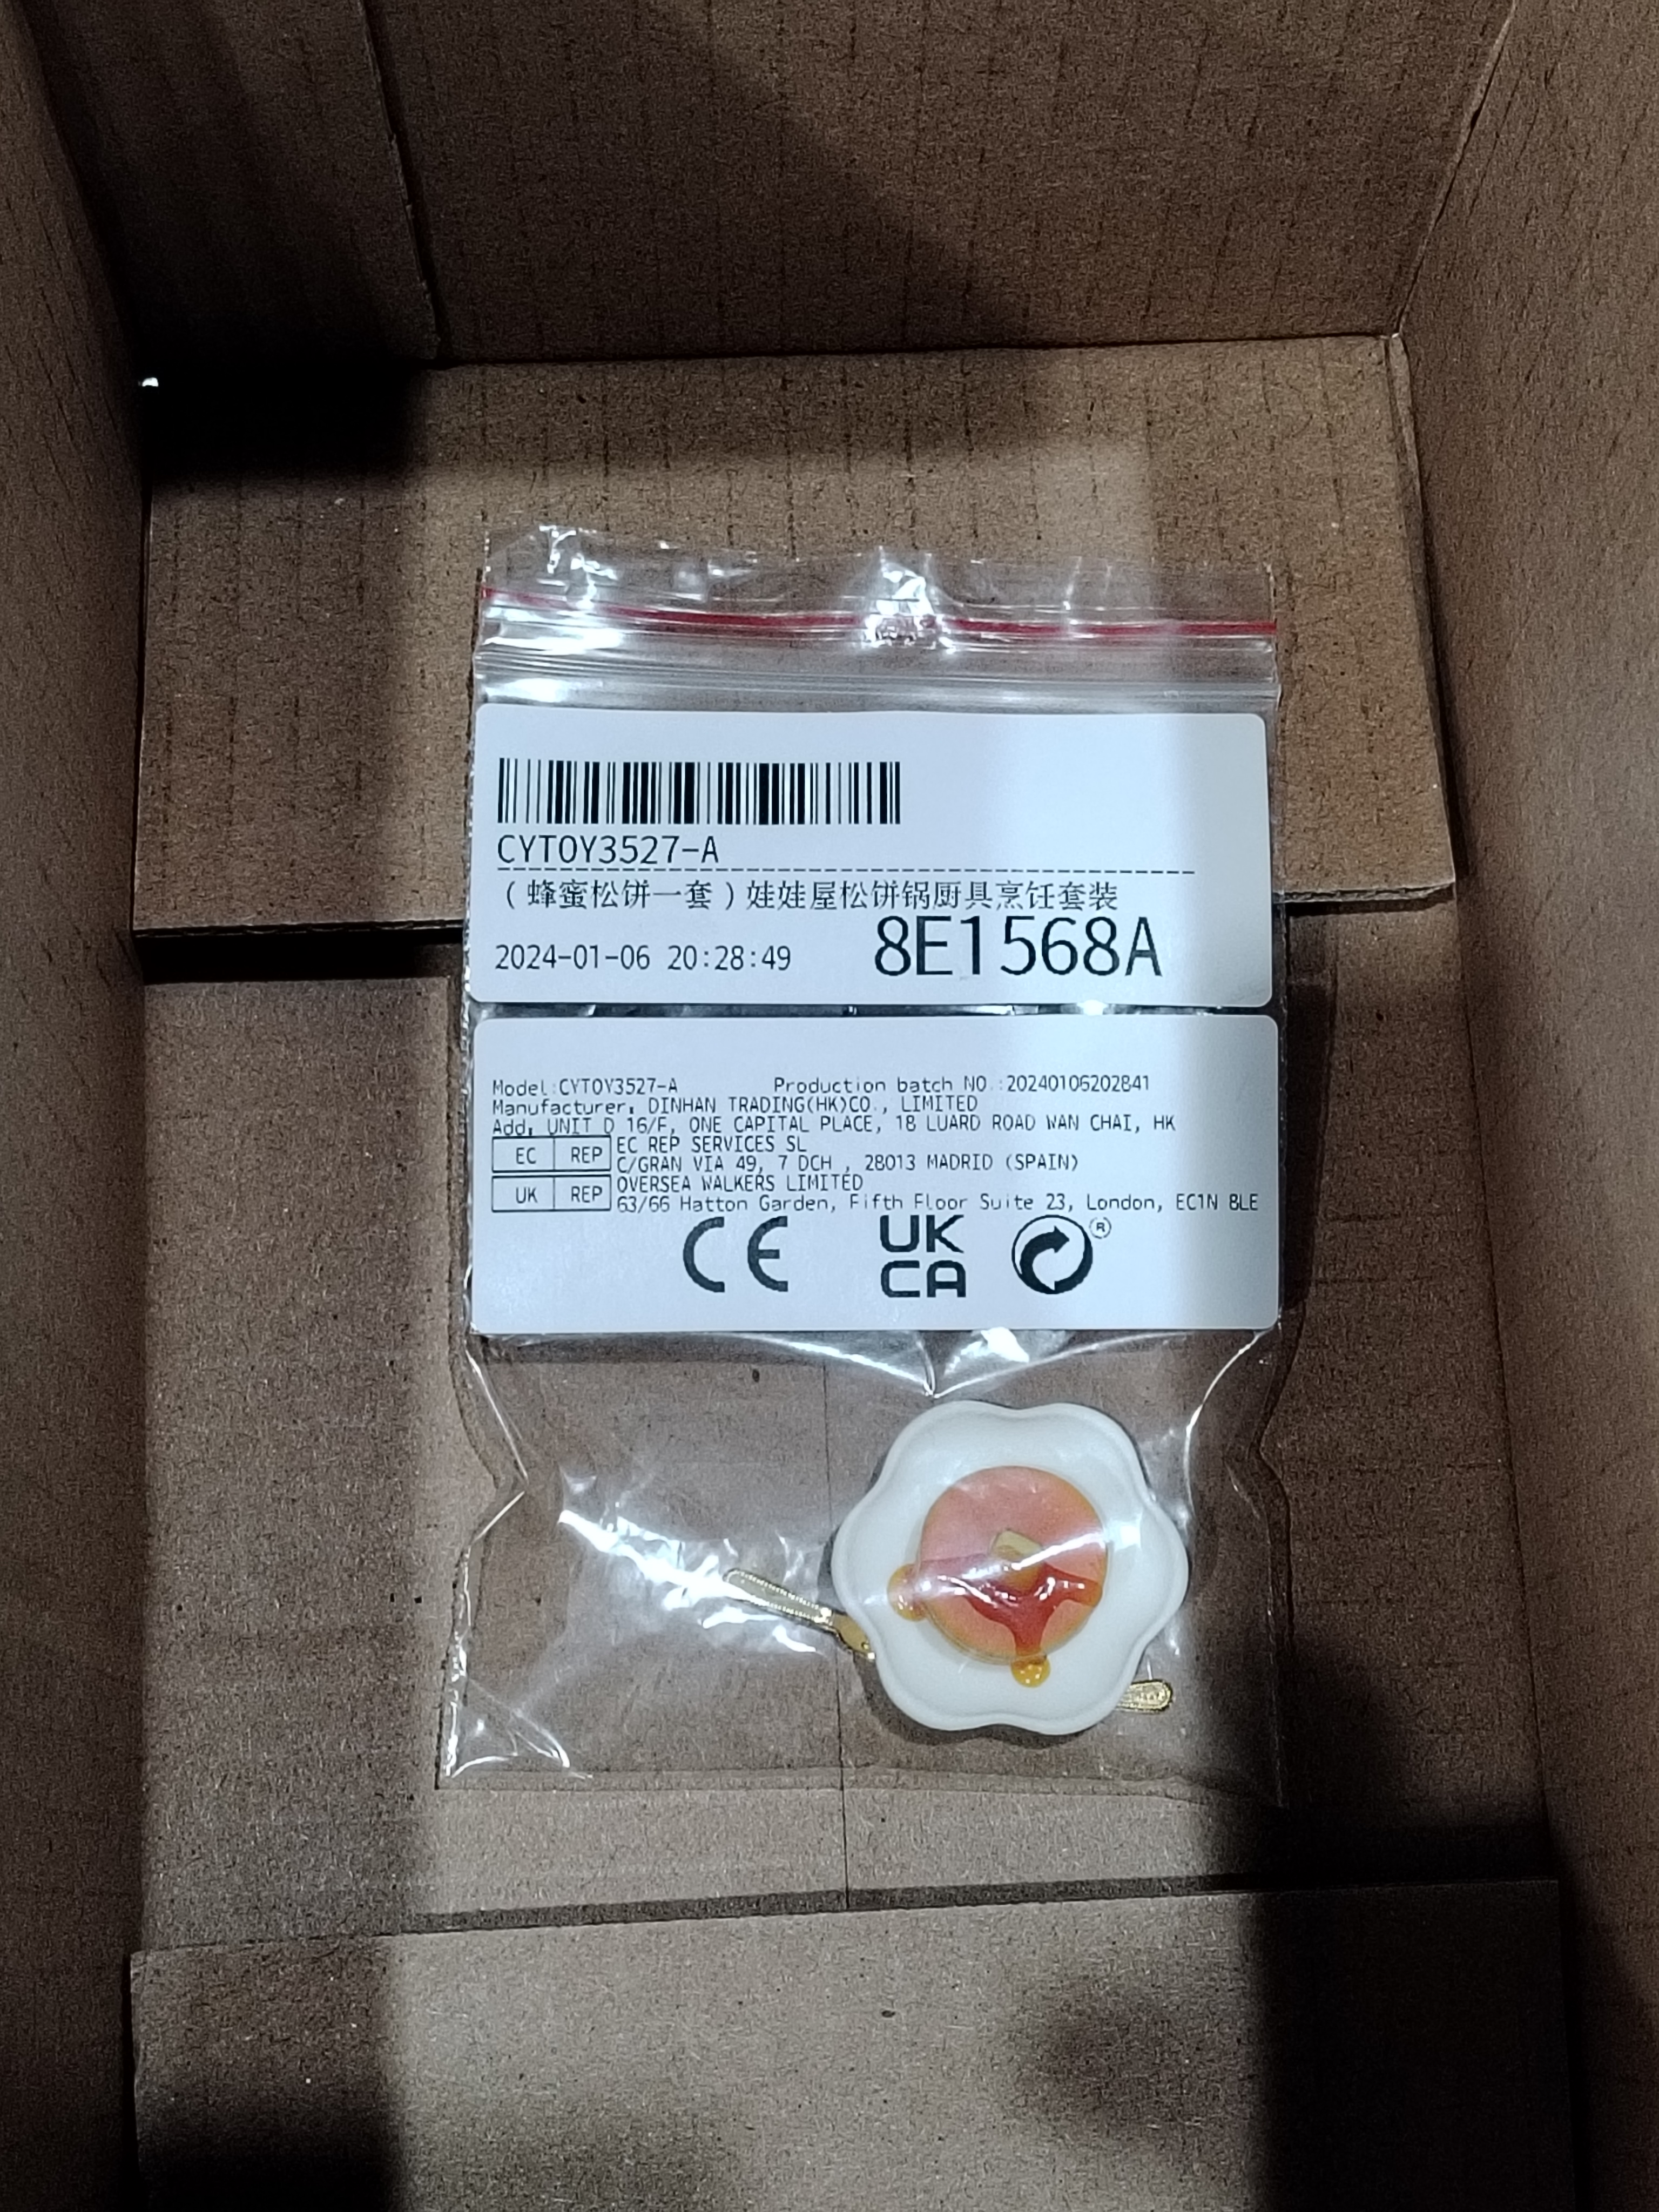 CYTOY3527-A
(蜂蜜松饼一套)娃娃屋松饼锅厨具烹饪套装
2024-01-06 20:28:49 8E1568A
Model:CYTOY3527-A Production batch NO.:20240106202841
Manufacturer: DINHAN TRADING(HK)CO., LIMITED
Add: UNIT D 16/F, ONE CAPITAL PLACE, 18 LUARD ROAD WAN CHAI, HK
EC REP EC REP SERVICES SL
C/GRAN VIA 49, 7 DCH , 28013 MADRID (SPAIN)
UK REP OVERSEA WALKERS LIMITED
63/66 Hatton Garden, Fifth Floor Suite 23, London, EC1N 8LE
CE UK
CA ®